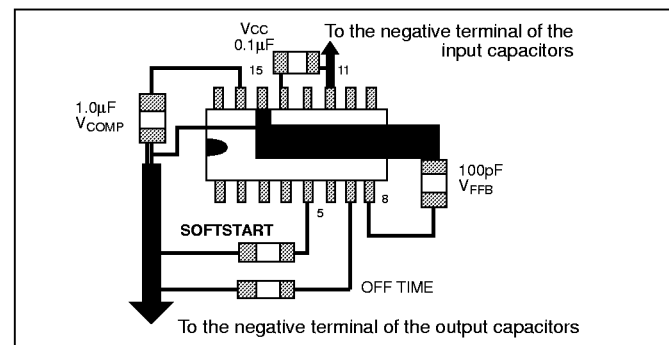 VCC
0.1µF
To the negative terminal of the
input capacitors
15
11
1.0µF
VCOMP
100pF
VFFB
5
8
SOFTSTART
OFF TIME
To the negative terminal of the output capacitors